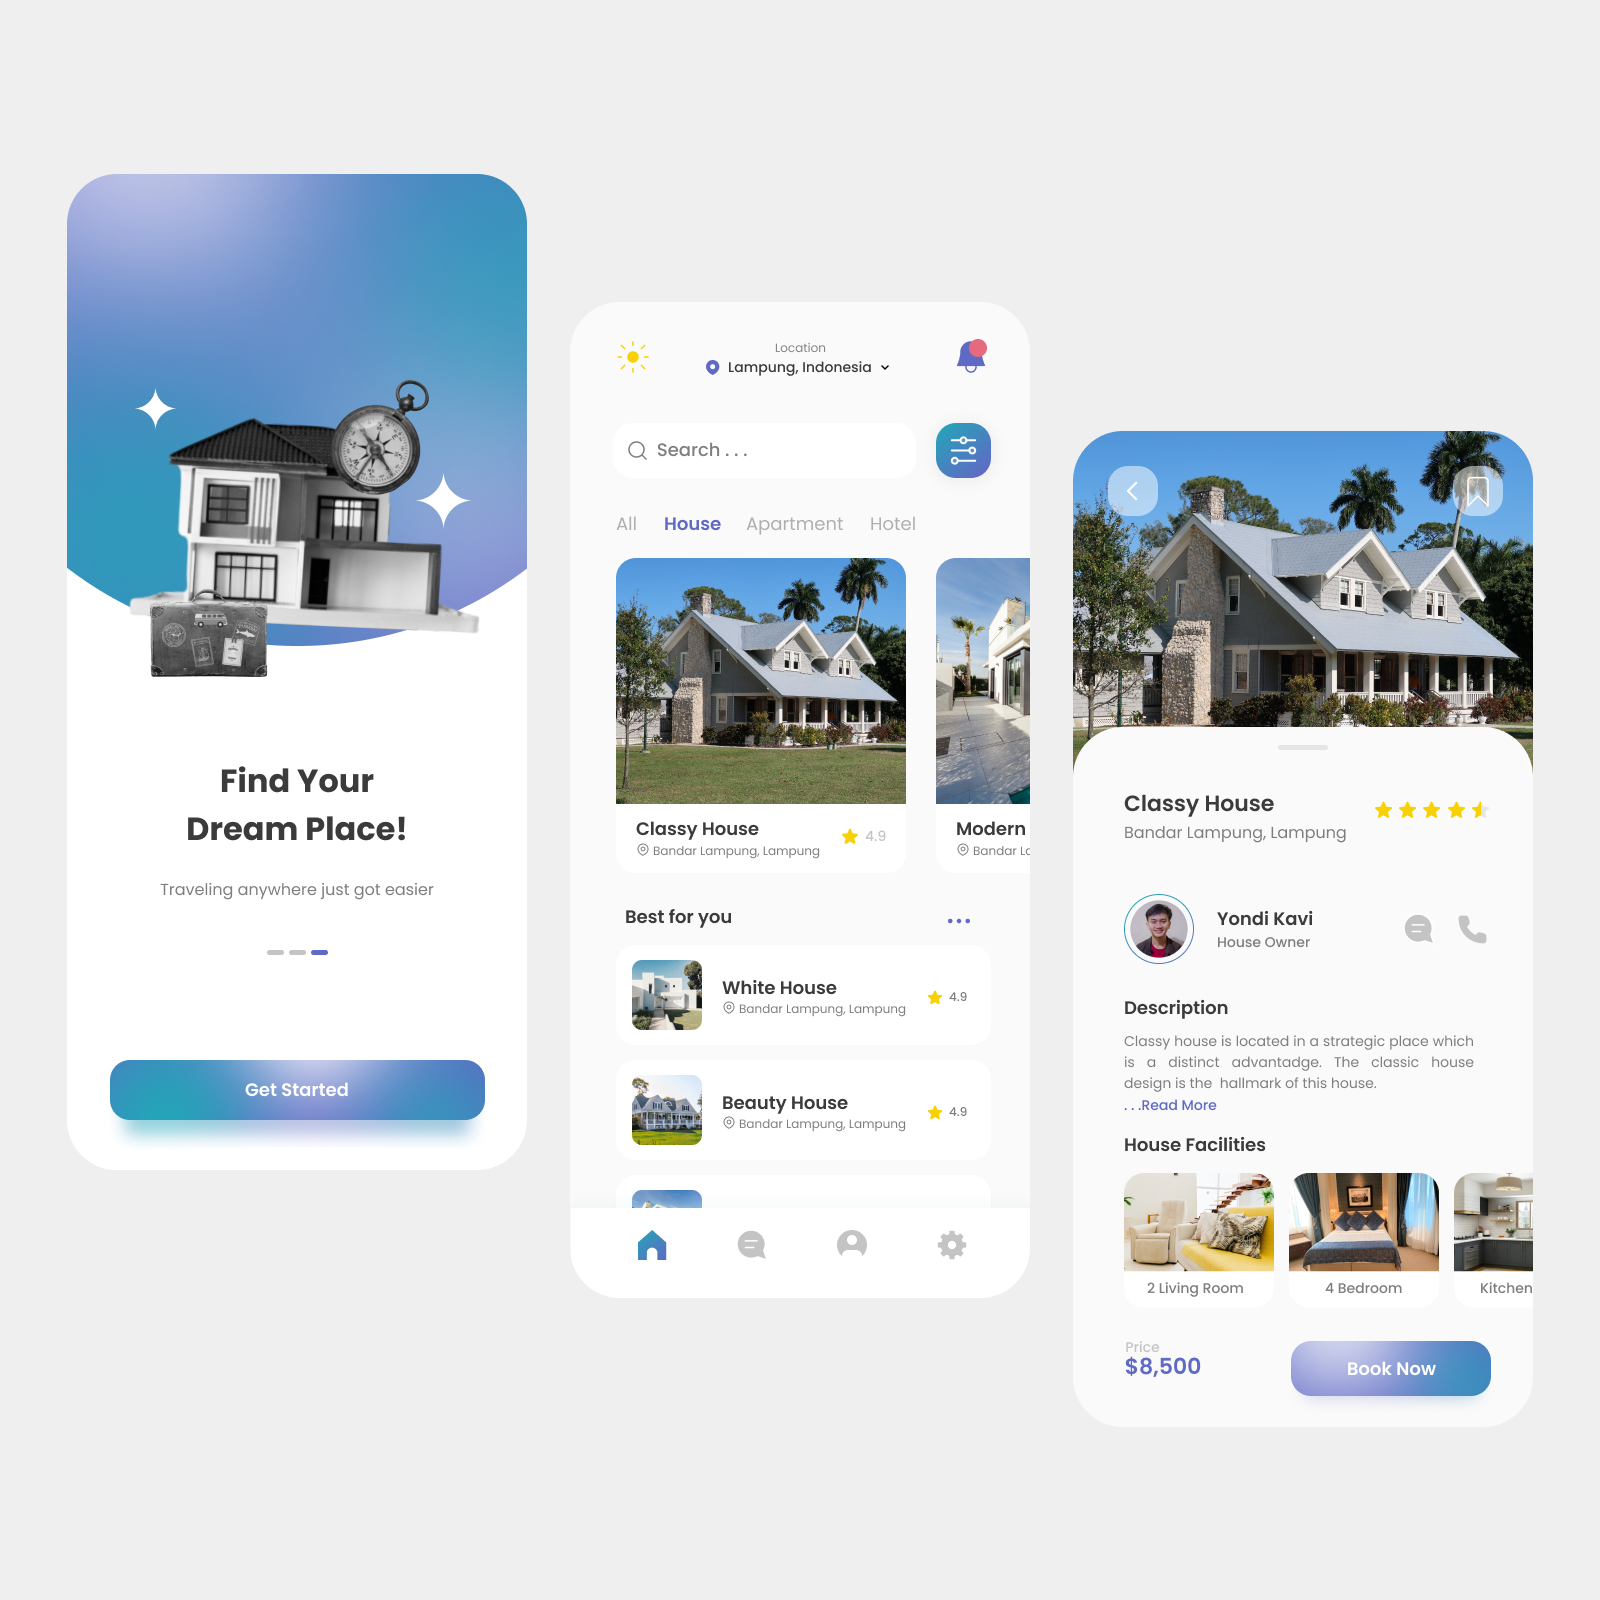 Find Your
Dream Place!
Traveling anywhere just got easier
Get Started
Location
Lampung, Indonesia
Search . . .
All House Apartment Hotel
Classy House
4.9
Bandar Lampung, Lampung
Modern
Bandar La
Best for you
White House
Bandar Lampung, Lampung
4.9
Beauty House
Bandar Lampung, Lampung
4.9
Classy House
Bandar Lampung, Lampung
Yondi Kavi
House Owner
Description
Classy house is located in a strategic place which
is a distinct advantadge. The classic house
design is the hallmark of this house.
. . .Read More
House Facilities
2 Living Room
4 Bedroom
Kitchen
Price
$8,500
Book Now